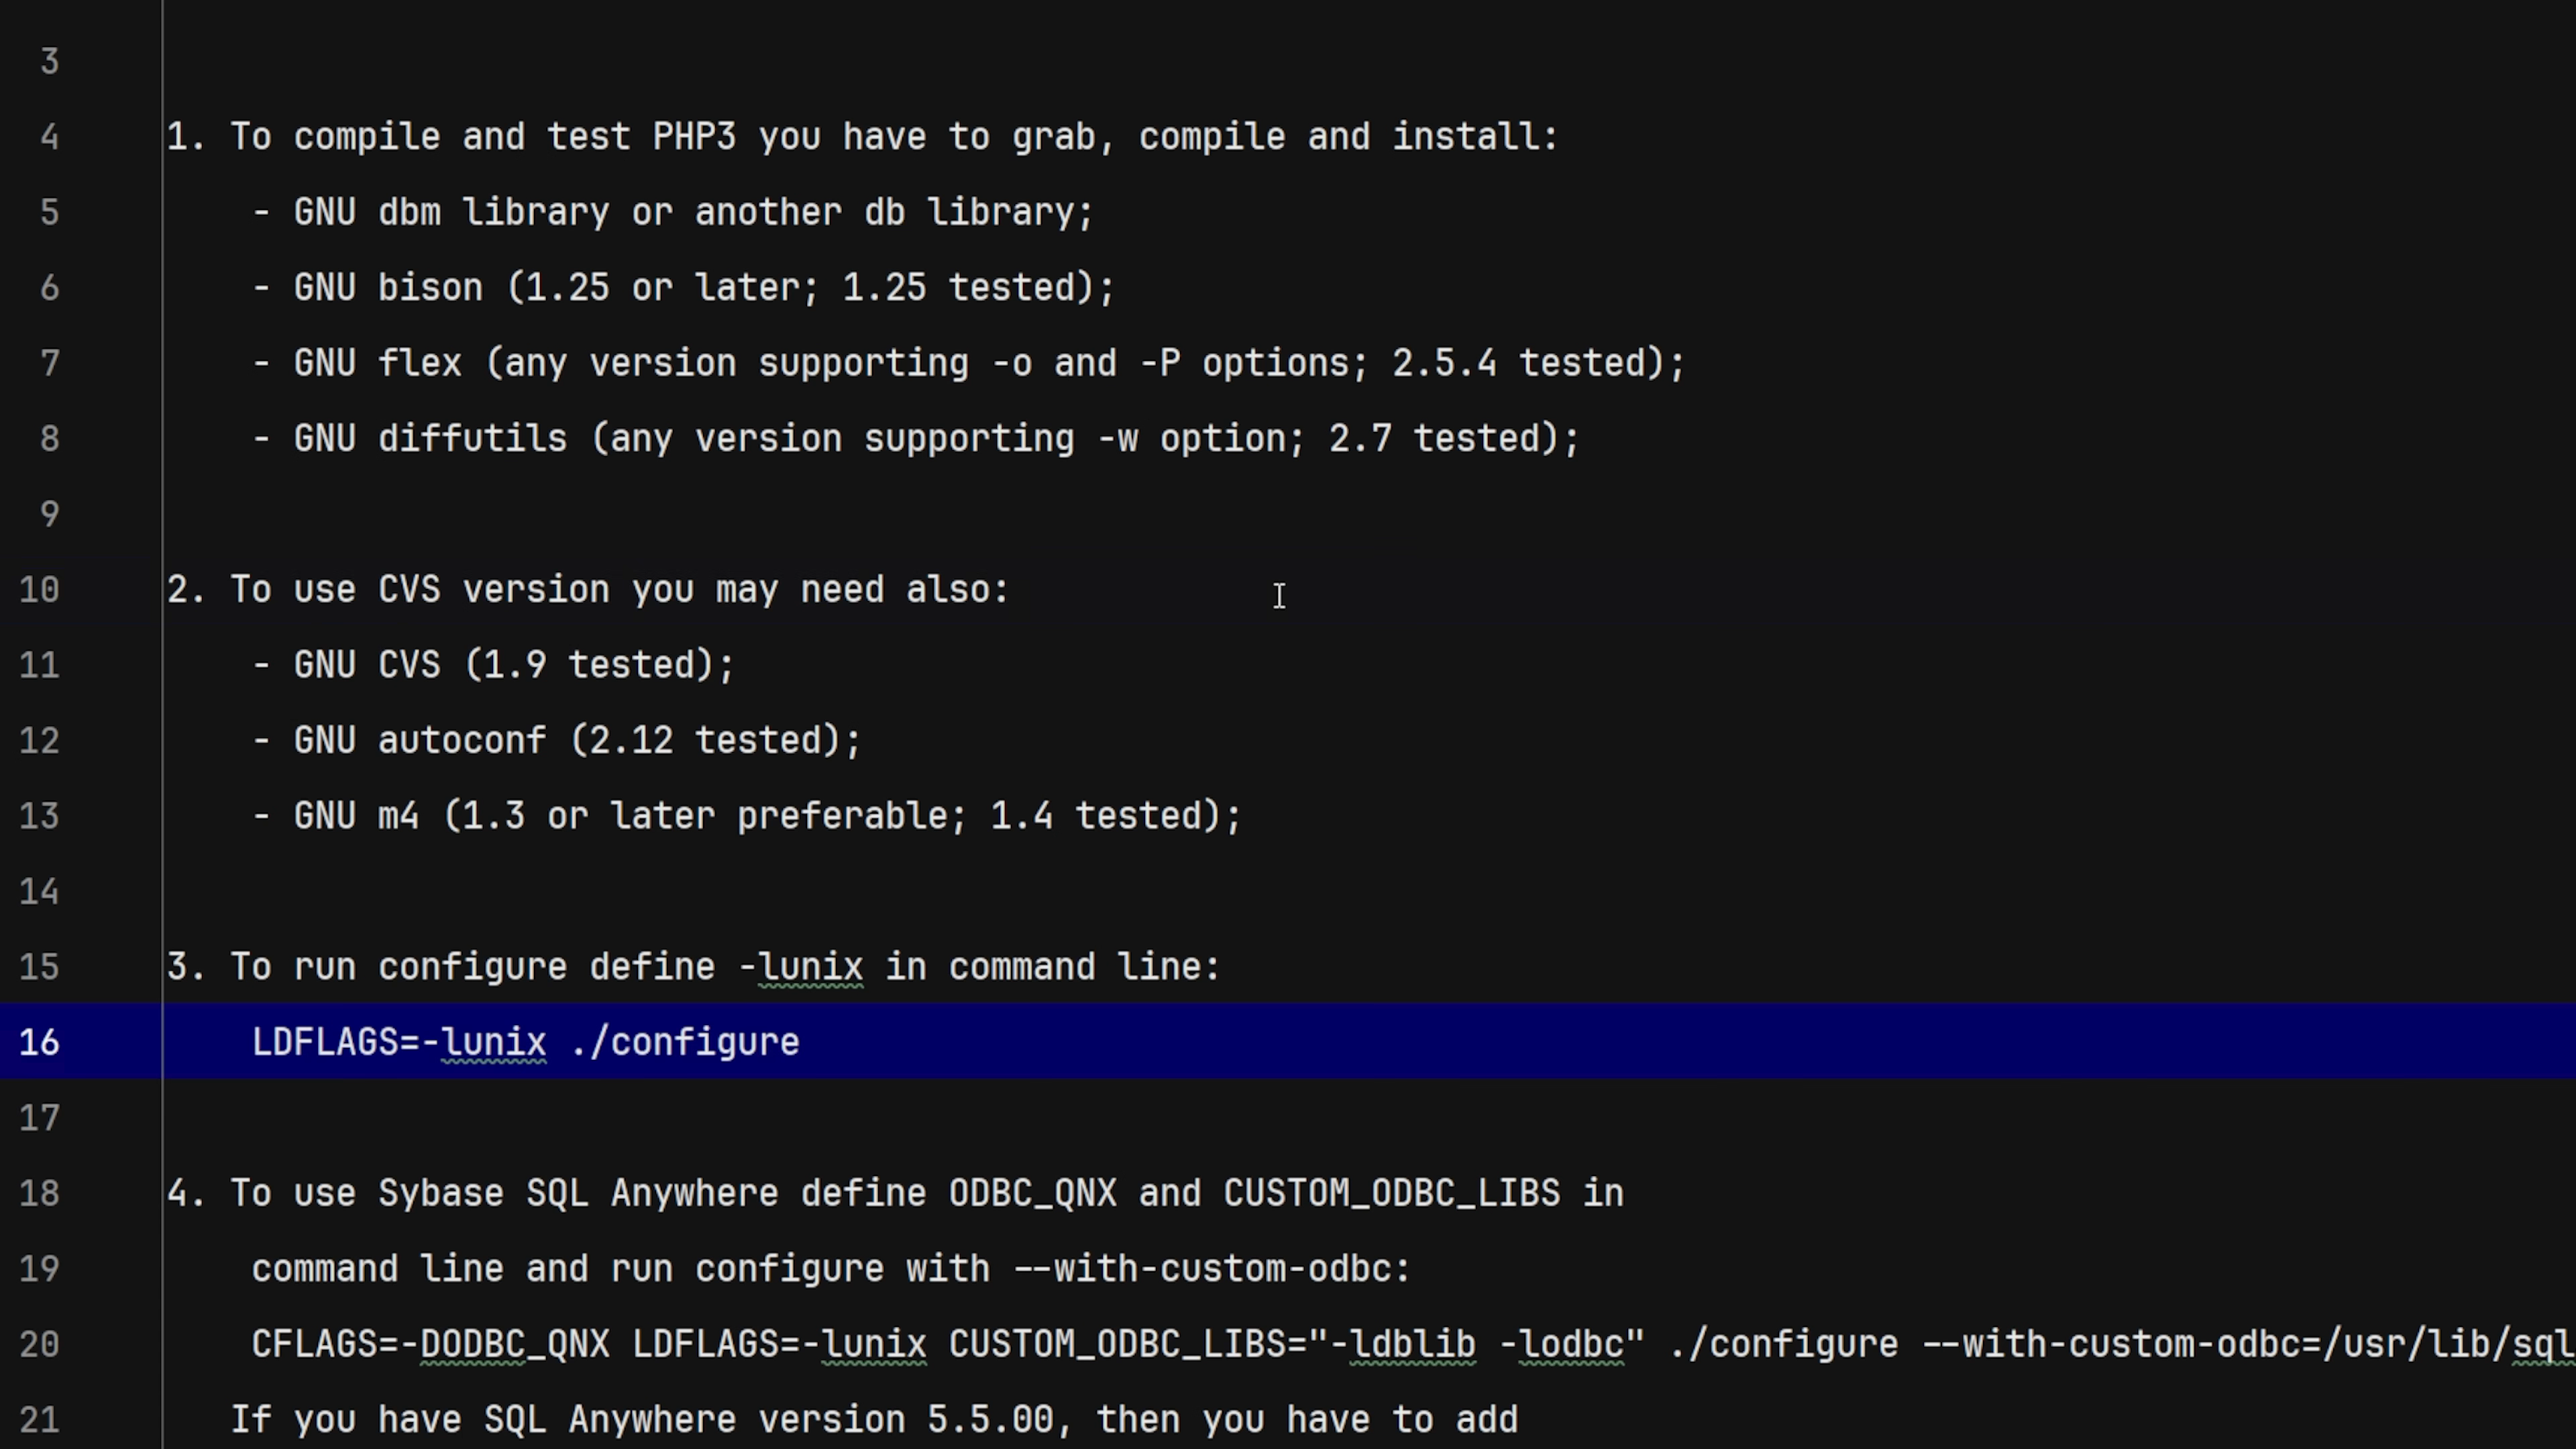 3
4 1. To compile and test PHP3 you have to grab, compile and install:
5     - GNU dbm library or another db library;
6     - GNU bison (1.25 or later; 1.25 tested);
7     - GNU flex (any version supporting -o and -P options; 2.5.4 tested);
8     - GNU diffutils (any version supporting -w option; 2.7 tested);
9
10 2. To use CVS version you may need also:
11     - GNU CVS (1.9 tested);
12     - GNU autoconf (2.12 tested);
13     - GNU m4 (1.3 or later preferable; 1.4 tested);
14
15 3. To run configure define -lunix in command line:
16     LDFLAGS=-lunix ./configure
17
18 4. To use Sybase SQL Anywhere define ODBC_QNX and CUSTOM_ODBC_LIBS in
19     command line and run configure with --with-custom-odbc:
20     CFLAGS=-DODBC_QNX LDFLAGS=-lunix CUSTOM_ODBC_LIBS="-ldblib -lodbc" ./configure --with-custom-odbc=/usr/lib/sql
21    If you have SQL Anywhere version 5.5.00, then you have to add